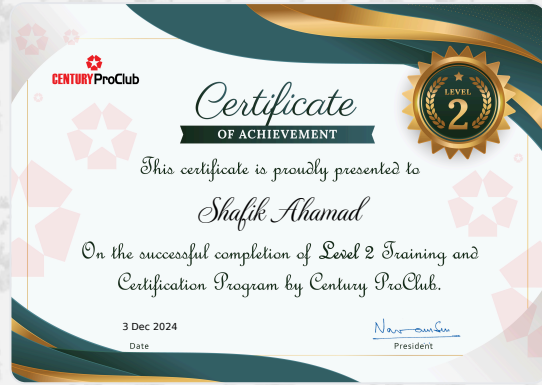 CENTURY ProClub
Certificate
OF ACHIEVEMENT
LEVEL
2
This certificate is proudly presented to
Shafik Ahamad
On the successful completion of Level 2 Training and
Certification Program by Century ProClub.
3 Dec 2024
Date
President